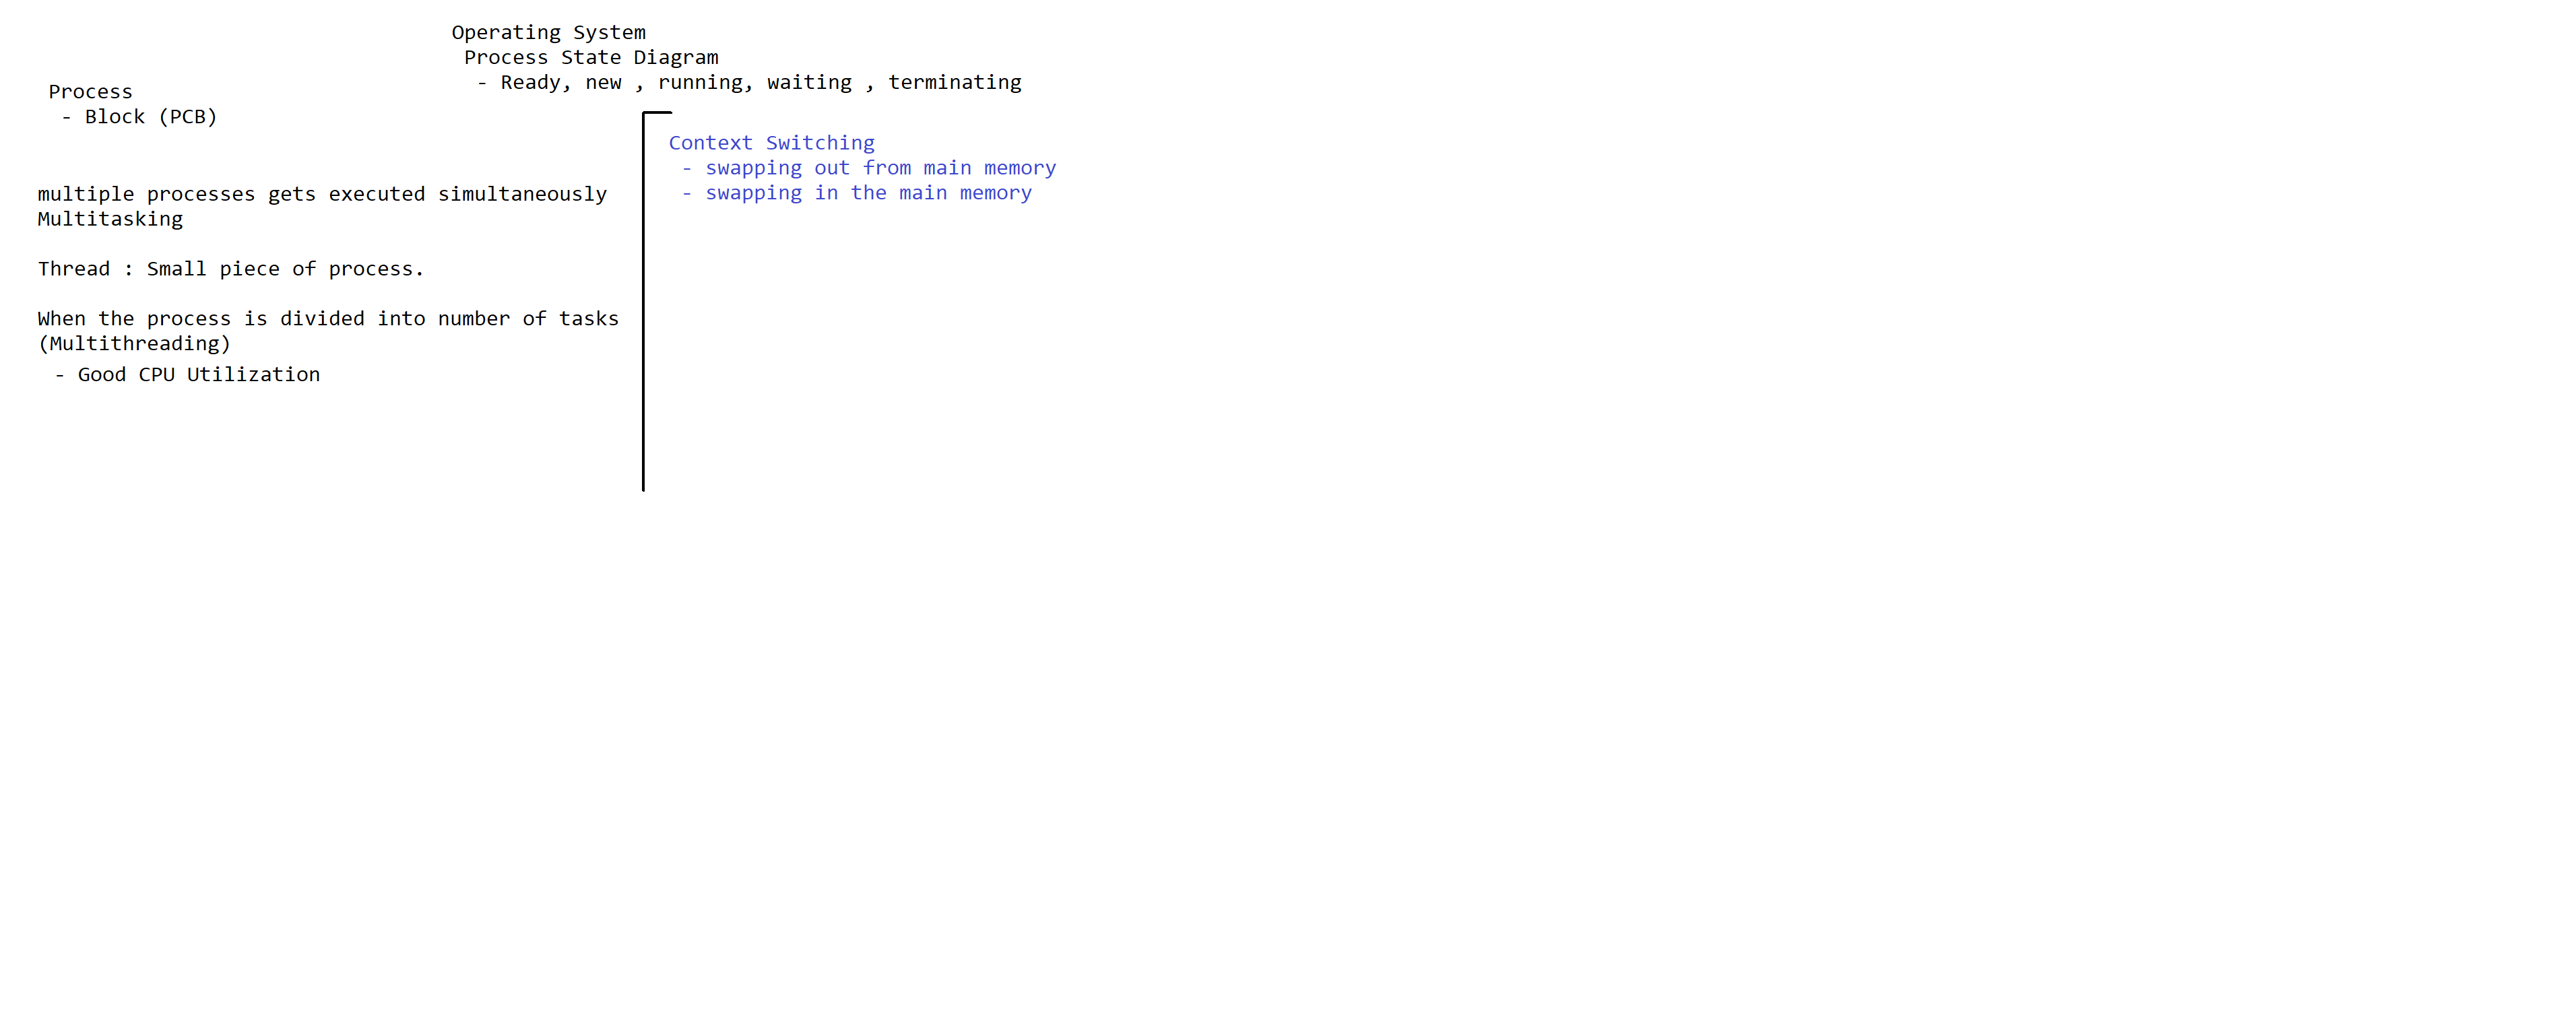 Operating System
Process State Diagram
- Ready, new , running, waiting , terminating
Process
- Block (PCB)
multiple processes gets executed simultaneously
Multitasking
Thread : Small piece of process.
When the process is divided into number of tasks
(Multithreading)
- Good CPU Utilization
Context Switching
- swapping out from main memory
- swapping in the main memory